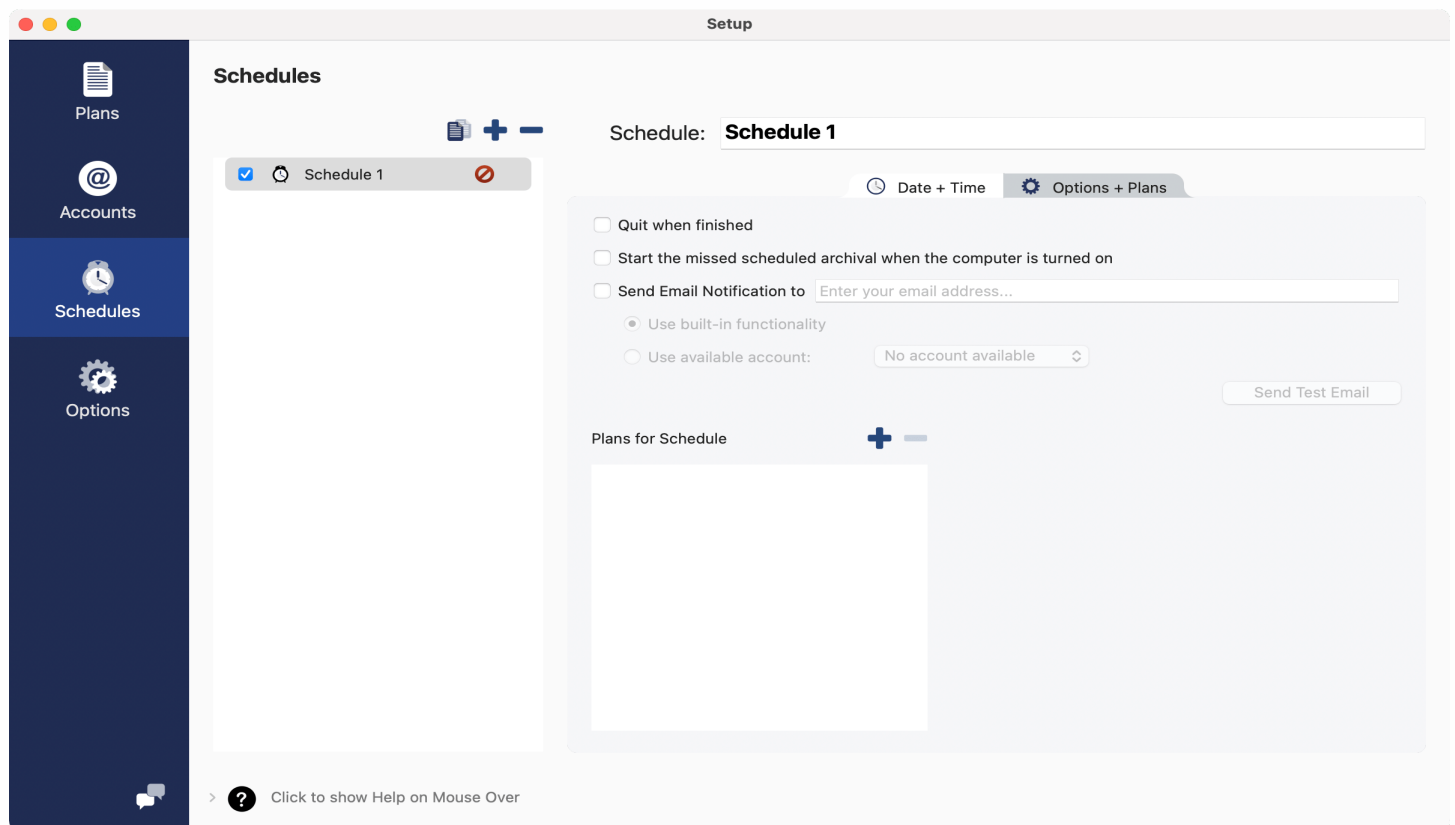 Setup
Plans
Accounts
Schedules
Options
Schedules
Schedule 1
Schedule: Schedule 1
Date + Time
Options + Plans
Quit when finished
Start the missed scheduled archival when the computer is turned on
Send Email Notification to Enter your email address...
Use built-in functionality
Use available account: No account available
Send Test Email
Plans for Schedule
? Click to show Help on Mouse Over